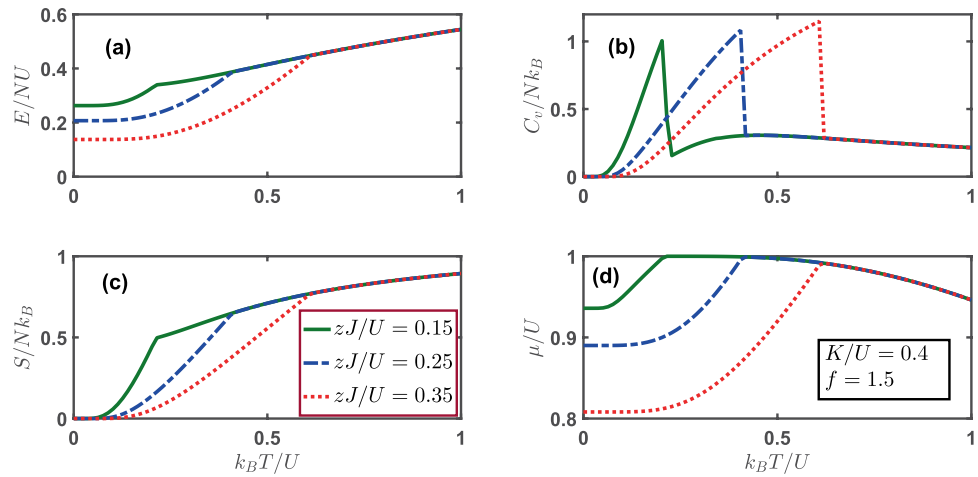 0.6
0.4
0.2
0
0
0.5
1
E/NU
(a)
1
0.5
0
0
0.5
1
C_v/Nk_B
(b)
1
0.5
0
0
0.5
1
S/Nk_B
k_BT/U
(c)
zJ/U = 0.15
zJ/U = 0.25
zJ/U = 0.35
1
0.9
0.8
0
0.5
1
μ/U
k_BT/U
(d)
K/U = 0.4
f = 1.5